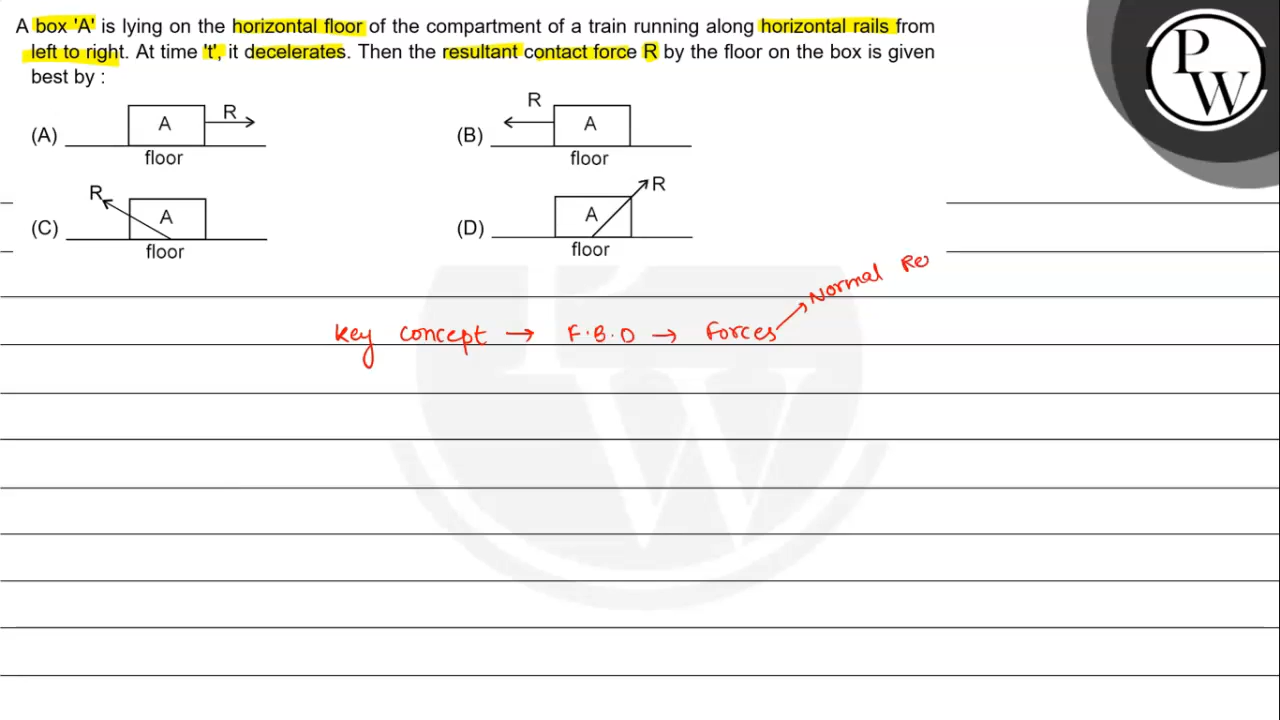 A box 'A' is lying on the horizontal floor of the compartment of a train running along horizontal rails from
left to right. At time 't', it decelerates. Then the resultant contact force R by the floor on the box is given
best by :
(A) A R floor
(B) R A floor
(C) R A floor
(D) A R floor
Normal Re
Key concept → F.B.D → Forces
PW